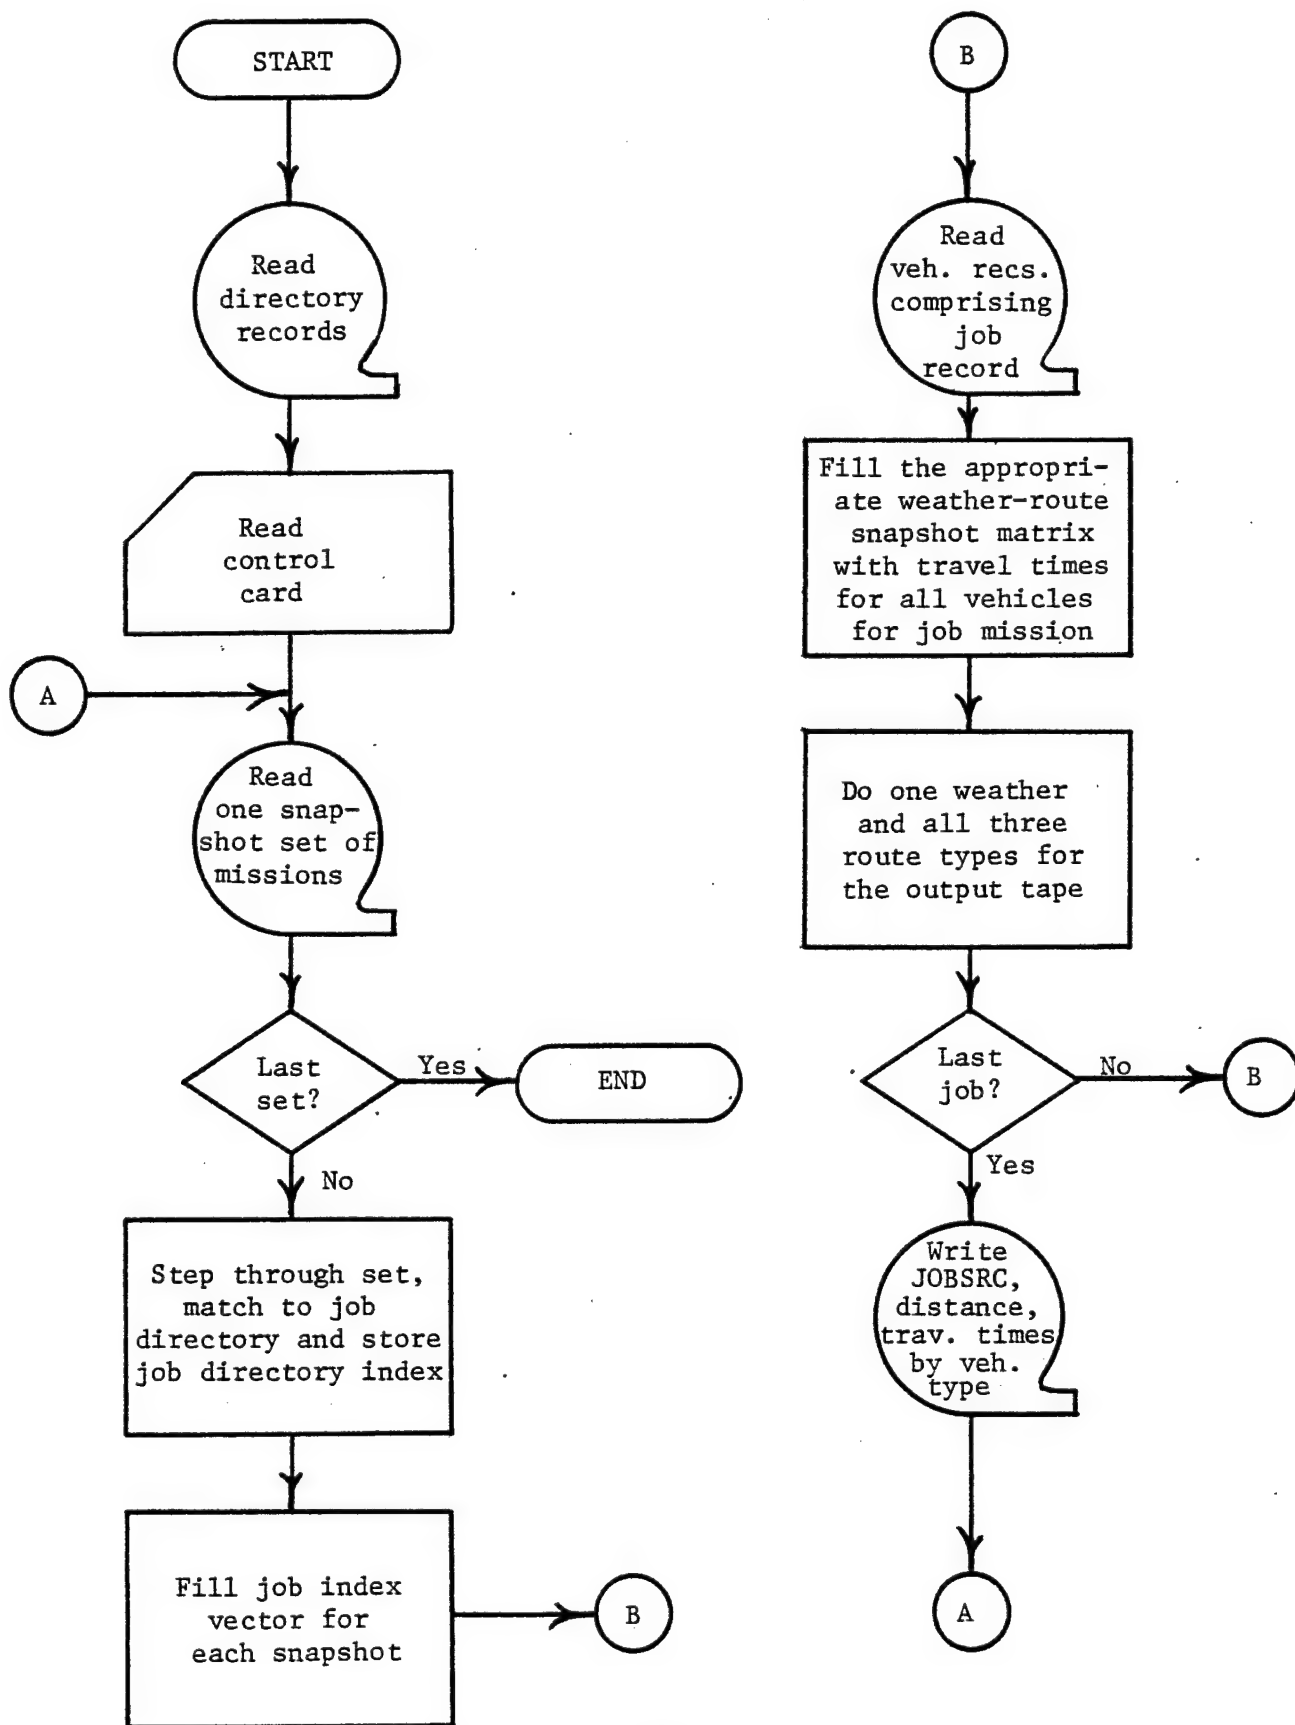 START
Read
directory
records
Read
control
card
A
Read
one snap-
shot set of
missions
Last
set?
Yes
END
No
Step through set,
match to job
directory and store
job directory index
Fill job index
vector for
each snapshot
B
B
Read
veh. recs.
comprising
job
record
Fill the appropri-
ate weather-route
snapshot matrix
with travel times
for all vehicles
for job mission
Do one weather
and all three
route types for
the output tape
Last
job?
No
B
Yes
Write
JOBSRC,
distance,
trav. times
by veh.
type
A